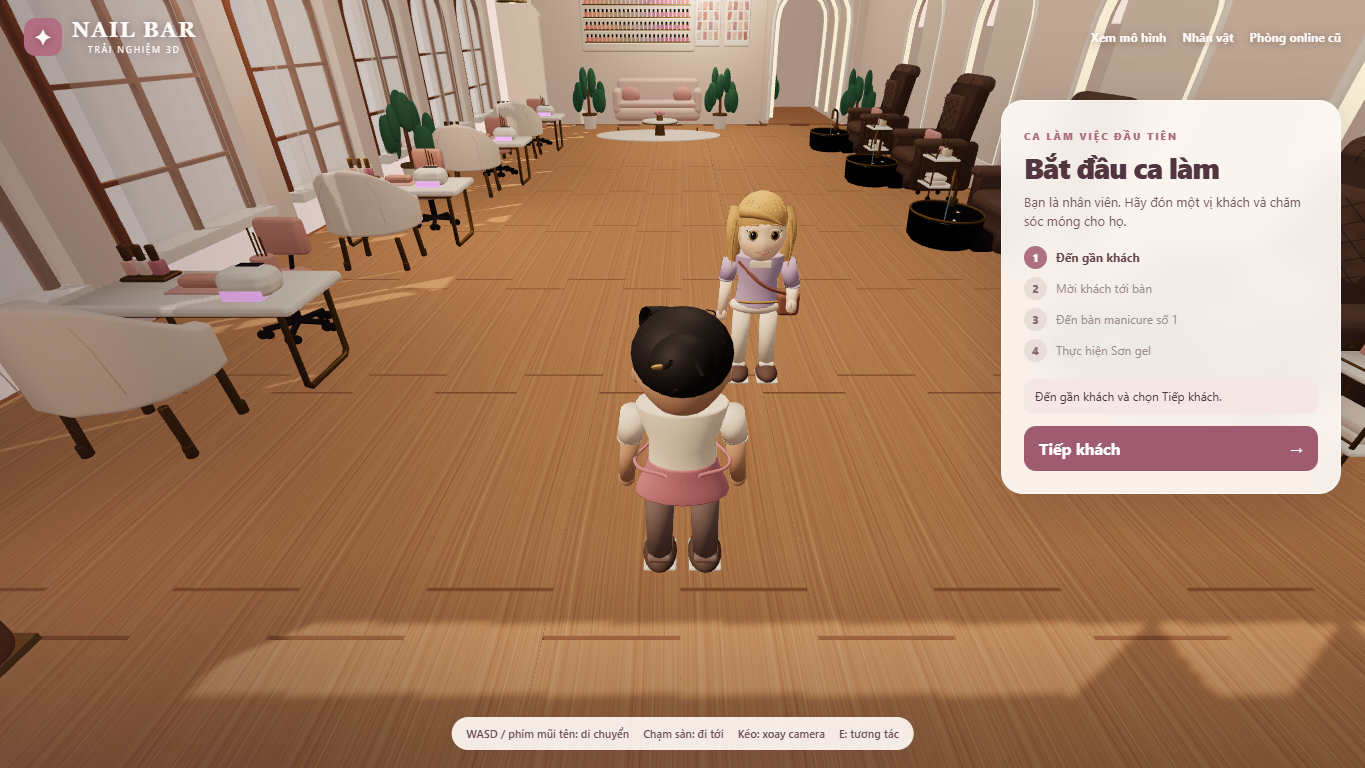 NAIL BAR
TRẢI NGHIỆM 3D
Xem mô hình Nhân vật Phòng online cũ
CA LÀM VIỆC ĐẦU TIÊN
Bắt đầu ca làm
Bạn là nhân viên. Hãy đón một vị khách và chăm
sóc móng cho họ.
1 Đến gần khách
2 Mời khách tới bàn
3 Đến bàn manicure số 1
4 Thực hiện Sơn gel
Đến gần khách và chọn Tiếp khách.
Tiếp khách →
WASD / phím mũi tên: di chuyển Chạm sàn: đi tới Kéo: xoay camera E: tương tác